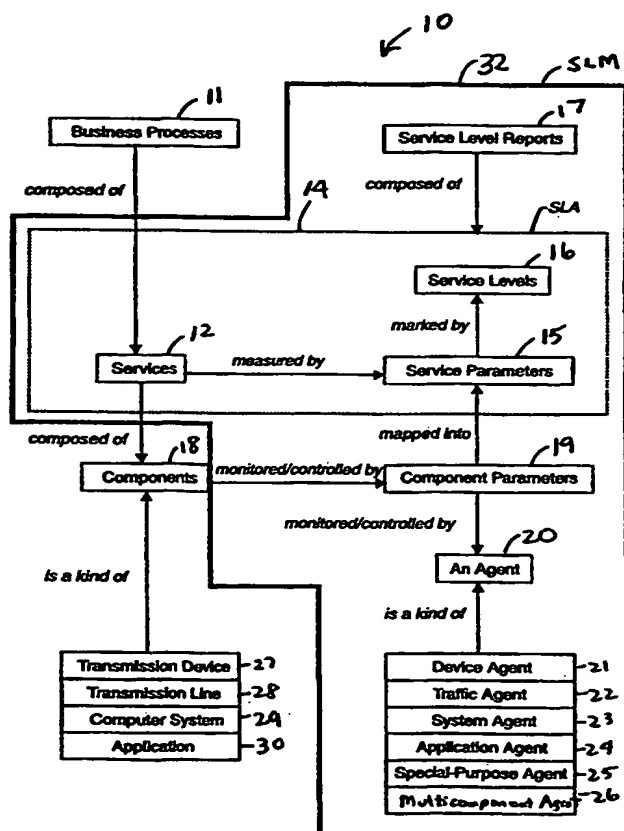 10
32 SLM
11 17
Business Processes Service Level Reports
composed of composed of
14 SLA
16
Service Levels
12 marked by 15
Services measured by Service Parameters
composed of mapped into
18 19
Components monitored/controlled by Component Parameters
monitored/controlled by
20
An Agent
is a kind of is a kind of
Transmission Device 27 Device Agent 21
Transmission Line 28 Traffic Agent 22
Computer System 29 System Agent 23
Application 30 Application Agent 24
Special-Purpose Agent 25
Multicomponent Agent 26